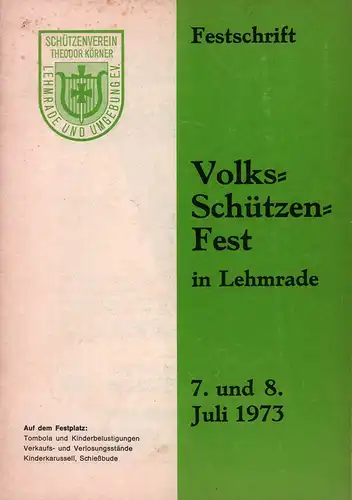 SCHÜTZENVEREIN
THEODOR KÖRNER
LEHMRADE UND UMGEBUNG E.V.
Festschrift
Volks=
Schützen=
Fest
in Lehmrade
7. und 8.
Juli 1973
Auf dem Festplatz:
Tombola und Kinderbelustigungen
Verkaufs- und Verlosungsstände
Kinderkarussell, Schießbude